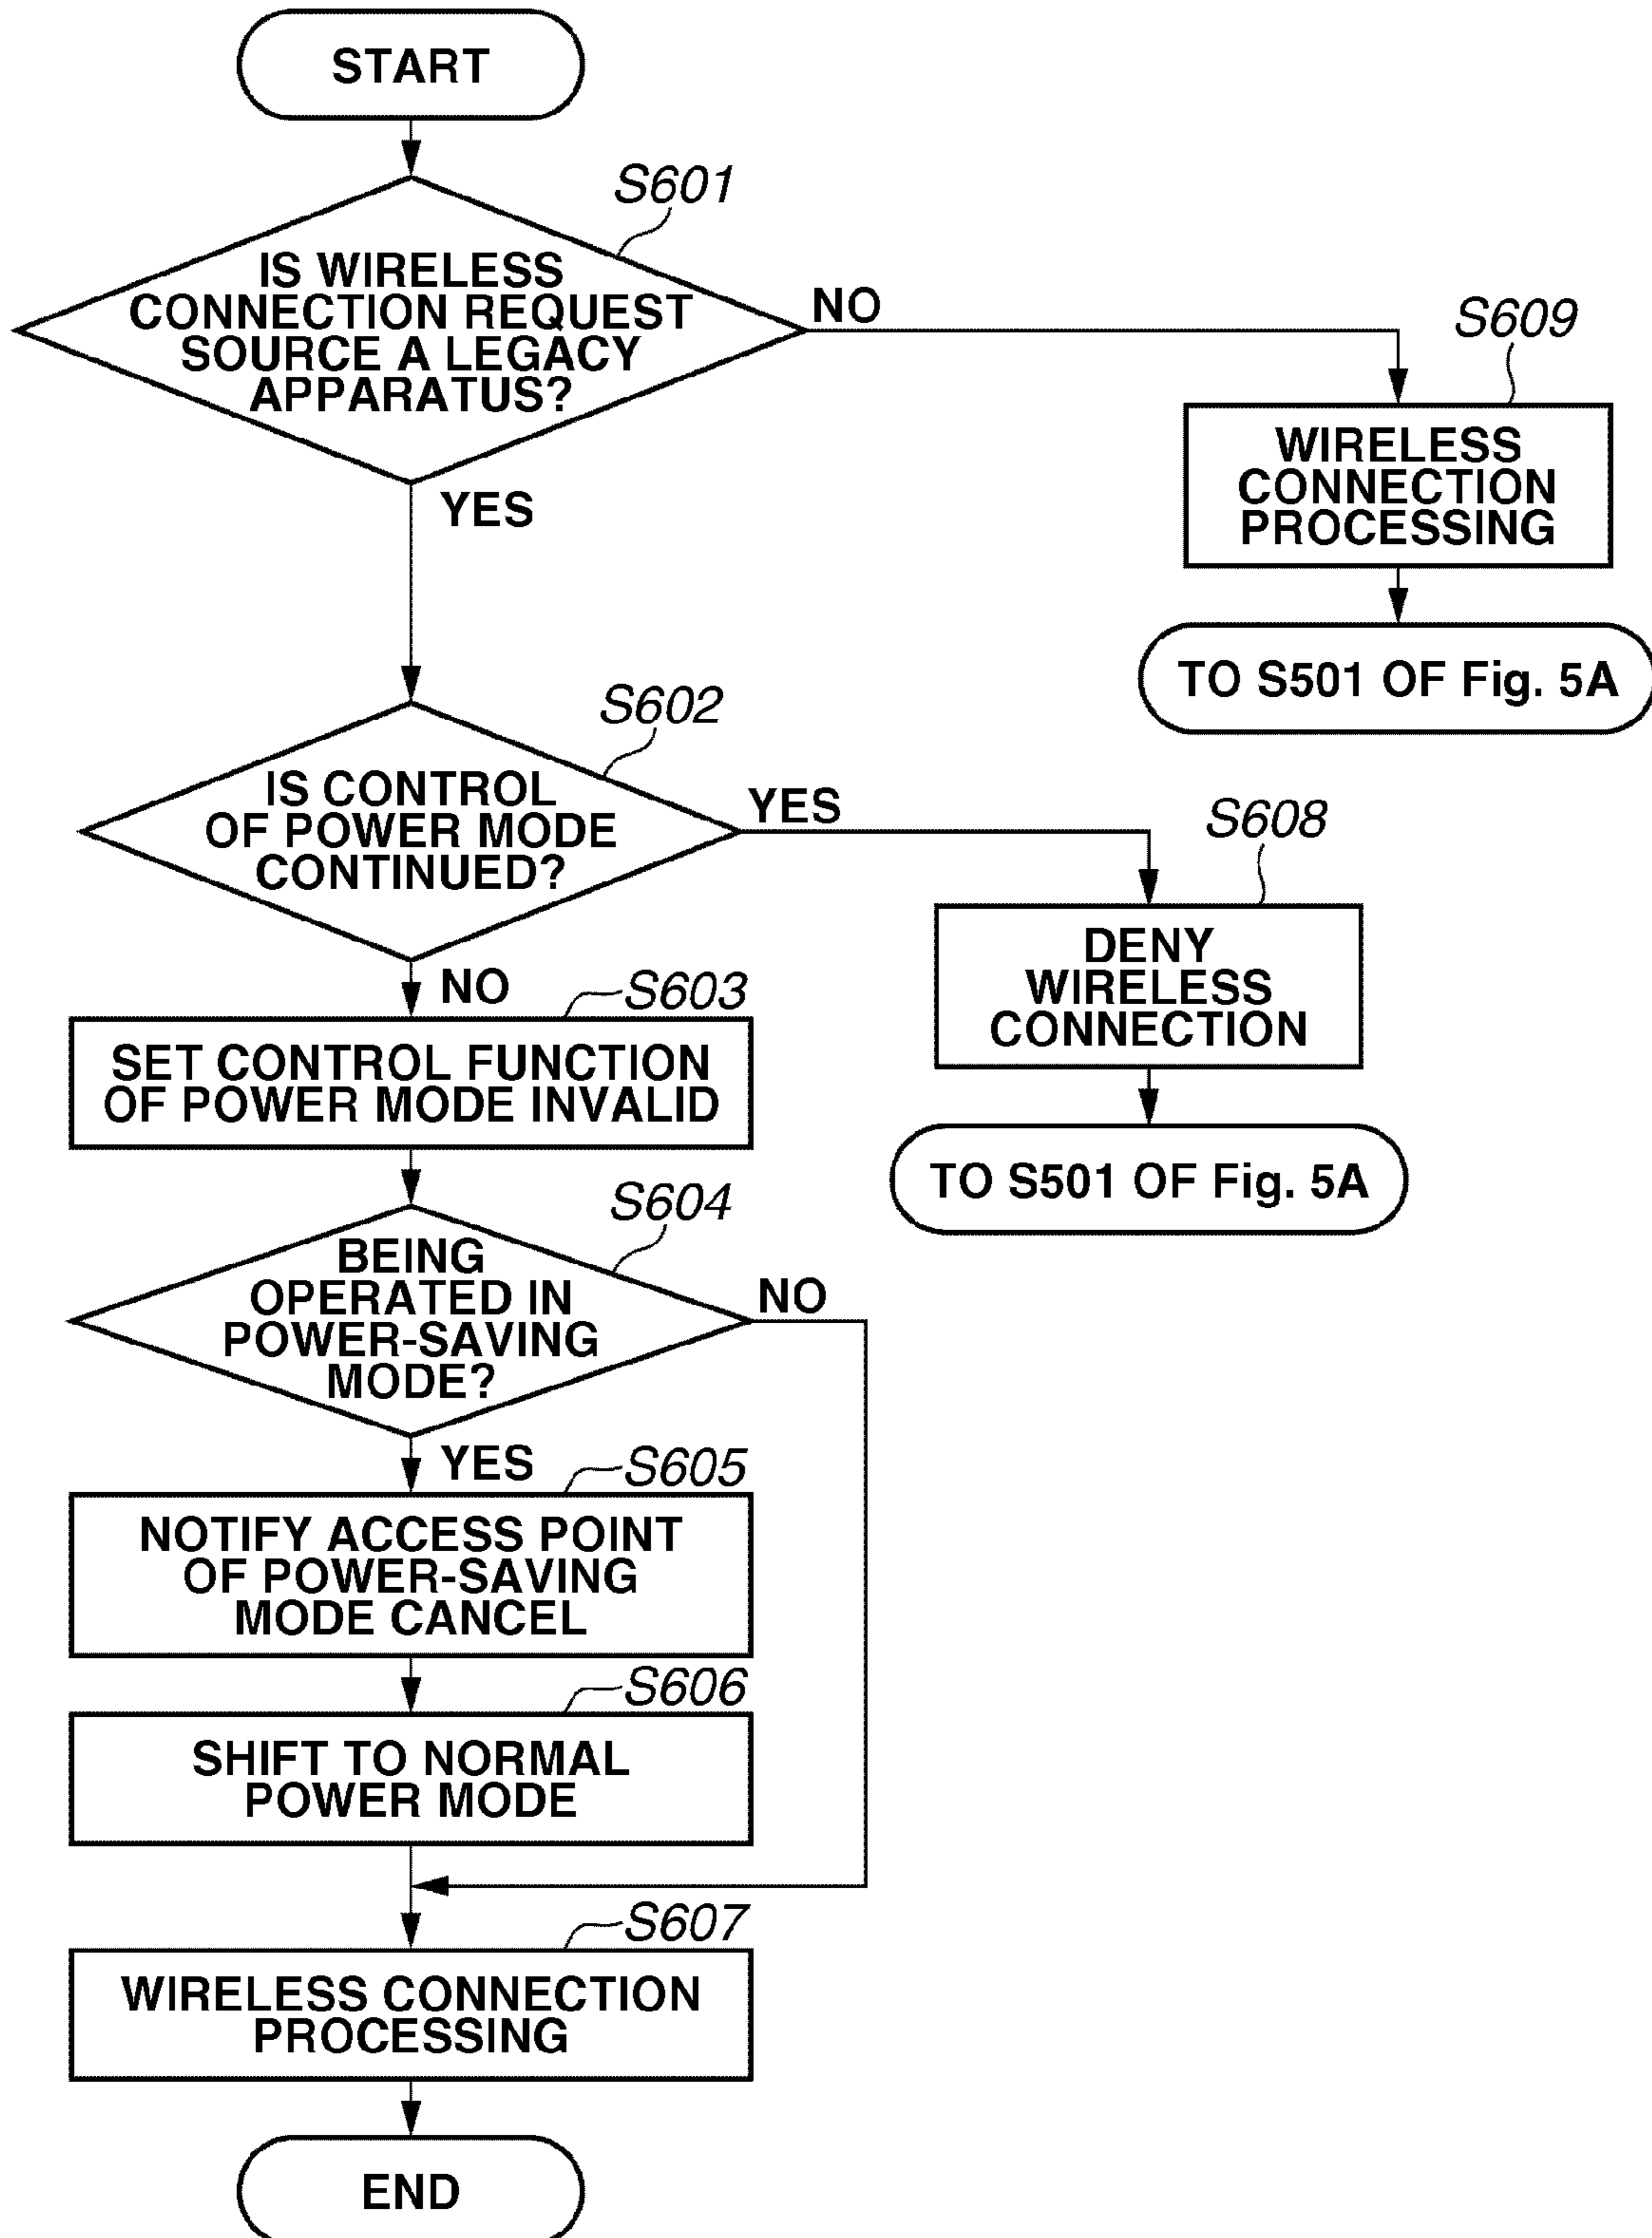 START
S601
IS WIRELESS
CONNECTION REQUEST
SOURCE A LEGACY
APPARATUS?
NO
YES
S609
WIRELESS
CONNECTION
PROCESSING
TO S501 OF Fig. 5A
S602
IS CONTROL
OF POWER MODE
CONTINUED?
YES
NO
S608
DENY
WIRELESS
CONNECTION
TO S501 OF Fig. 5A
S603
SET CONTROL FUNCTION
OF POWER MODE INVALID
S604
BEING
OPERATED IN
POWER-SAVING
MODE?
NO
YES
S605
NOTIFY ACCESS POINT
OF POWER-SAVING
MODE CANCEL
S606
SHIFT TO NORMAL
POWER MODE
S607
WIRELESS CONNECTION
PROCESSING
END